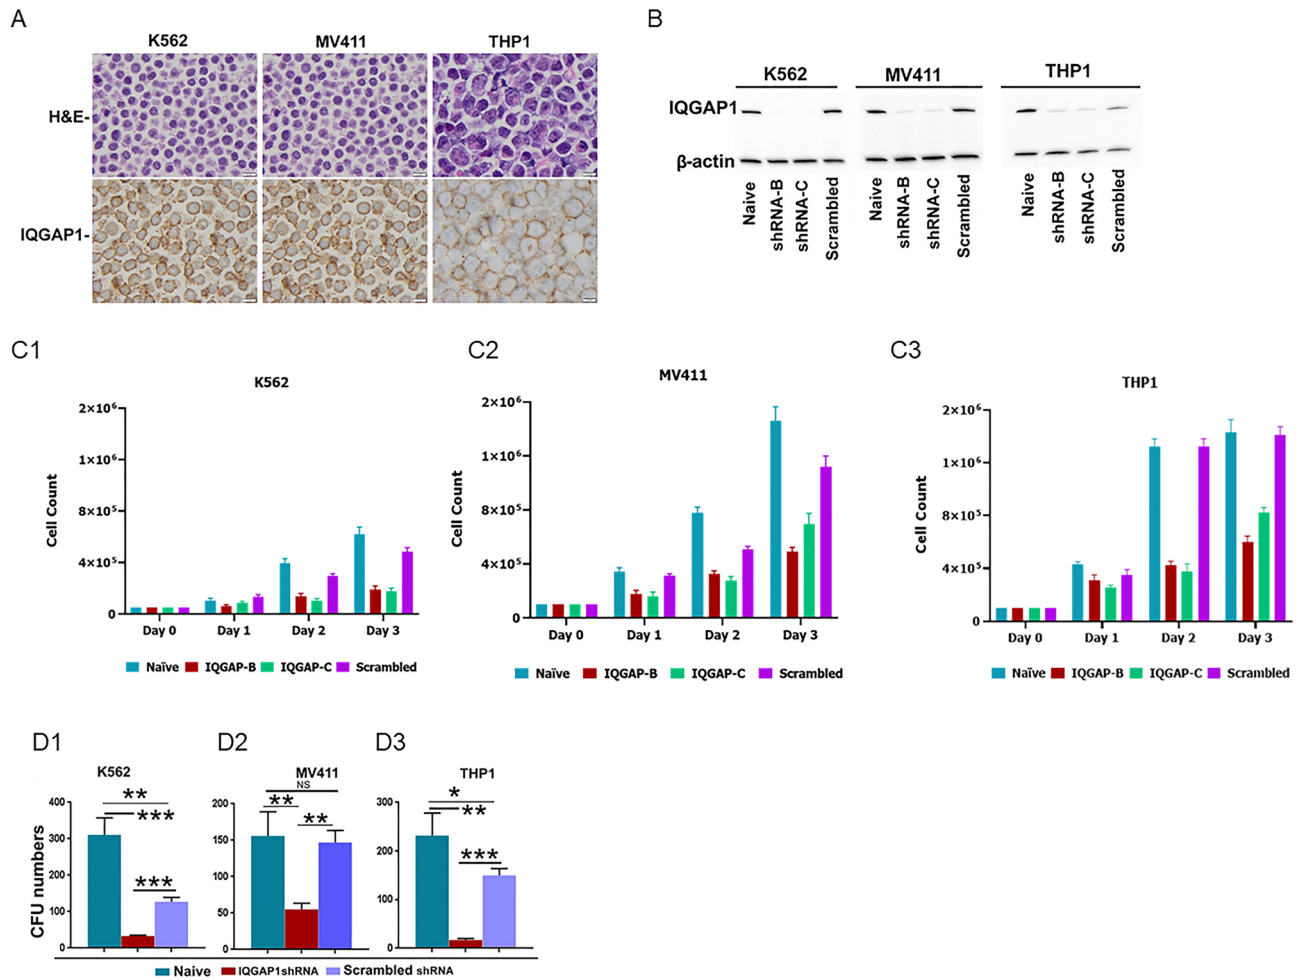 A
K562 MV411 THP1
H&E-
IQGAP1-
B
K562 MV411 THP1
IQGAP1
β-actin
Naive shRNA-B shRNA-C Scrambled Naive shRNA-B shRNA-C Scrambled Naive shRNA-B shRNA-C Scrambled
C1
K562
Cell Count
2×10⁶
1×10⁶
8×10⁵
4×10⁵
0
Day 0 Day 1 Day 2 Day 3
Naïve IQGAP-B IQGAP-C Scrambled
C2
MV411
Cell Count
2×10⁶
1×10⁶
8×10⁵
4×10⁵
0
Day 0 Day 1 Day 2 Day 3
Naïve IQGAP-B IQGAP-C Scrambled
C3
THP1
Cell Count
2×10⁶
1×10⁶
8×10⁵
4×10⁵
0
Day 0 Day 1 Day 2 Day 3
Naïve IQGAP-B IQGAP-C Scrambled
D1
K562
CFU numbers
400
300
200
100
0
**
***
***
D2
MV411
NS
200
150
100
50
0
**
**
D3
THP1
300
200
100
0
*
**
***
Naive IQGAP1shRNA Scrambled shRNA